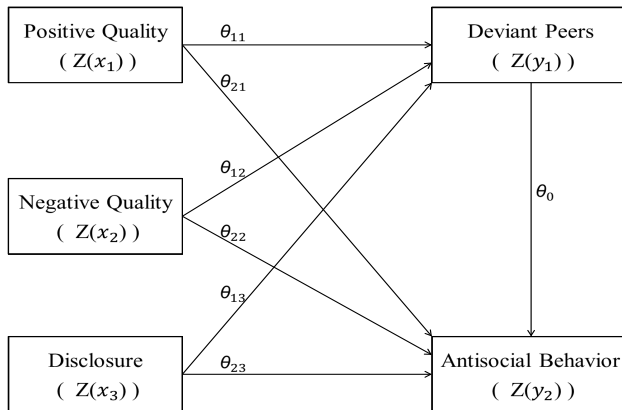 Positive Quality
( Z(x₁) )
Deviant Peers
( Z(y₁) )
θ₁₁
θ₂₁
θ₁₂
Negative Quality
( Z(x₂) )
θ₀
θ₂₂
θ₁₃
Disclosure
( Z(x₃) )
θ₂₃
Antisocial Behavior
( Z(y₂) )